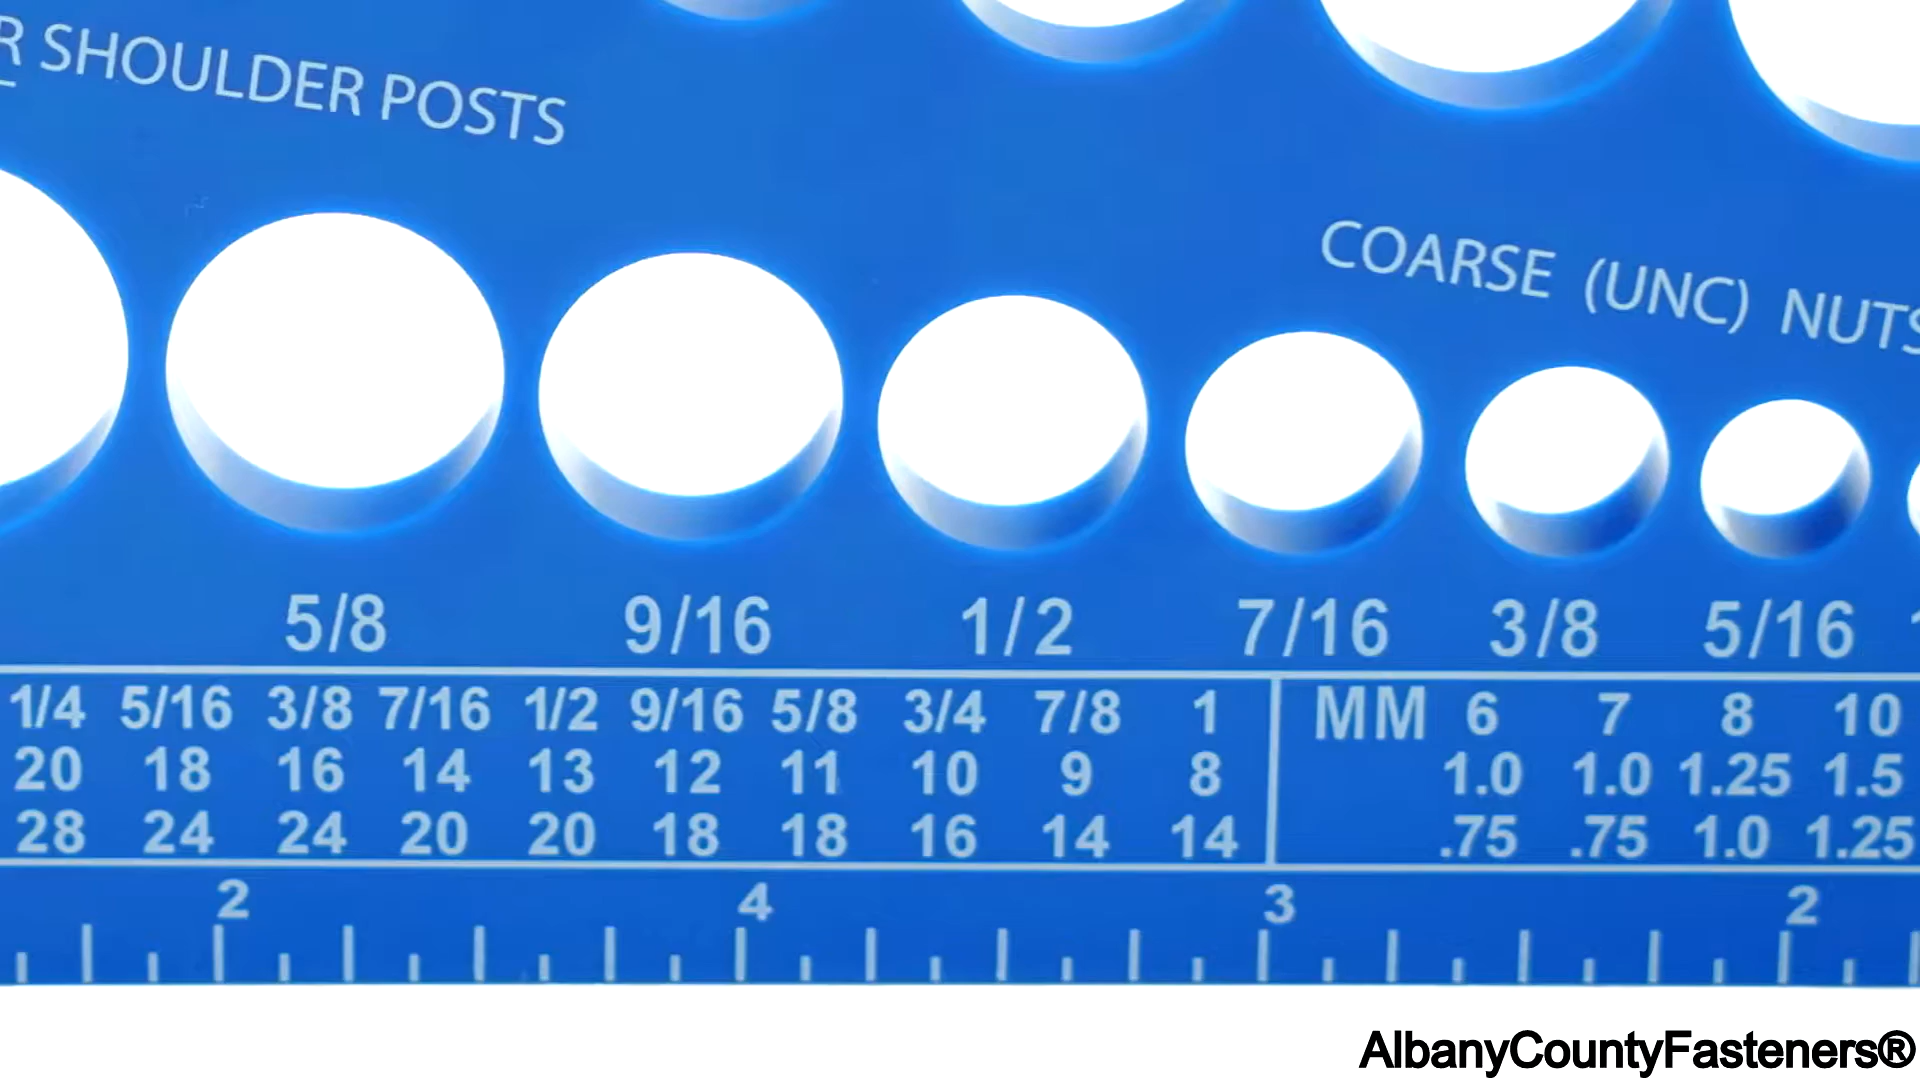 R SHOULDER POSTS
COARSE (UNC) NUTS
5/8 9/16 1/2 7/16 3/8 5/16
1/4 5/16 3/8 7/16 1/2 9/16 5/8 3/4 7/8 1 MM 6 7 8 10
20 18 16 14 13 12 11 10 9 8 1.0 1.0 1.25 1.5
28 24 24 20 20 18 18 16 14 14 .75 .75 1.0 1.25
2 4 3 2
AlbanyCountyFasteners®